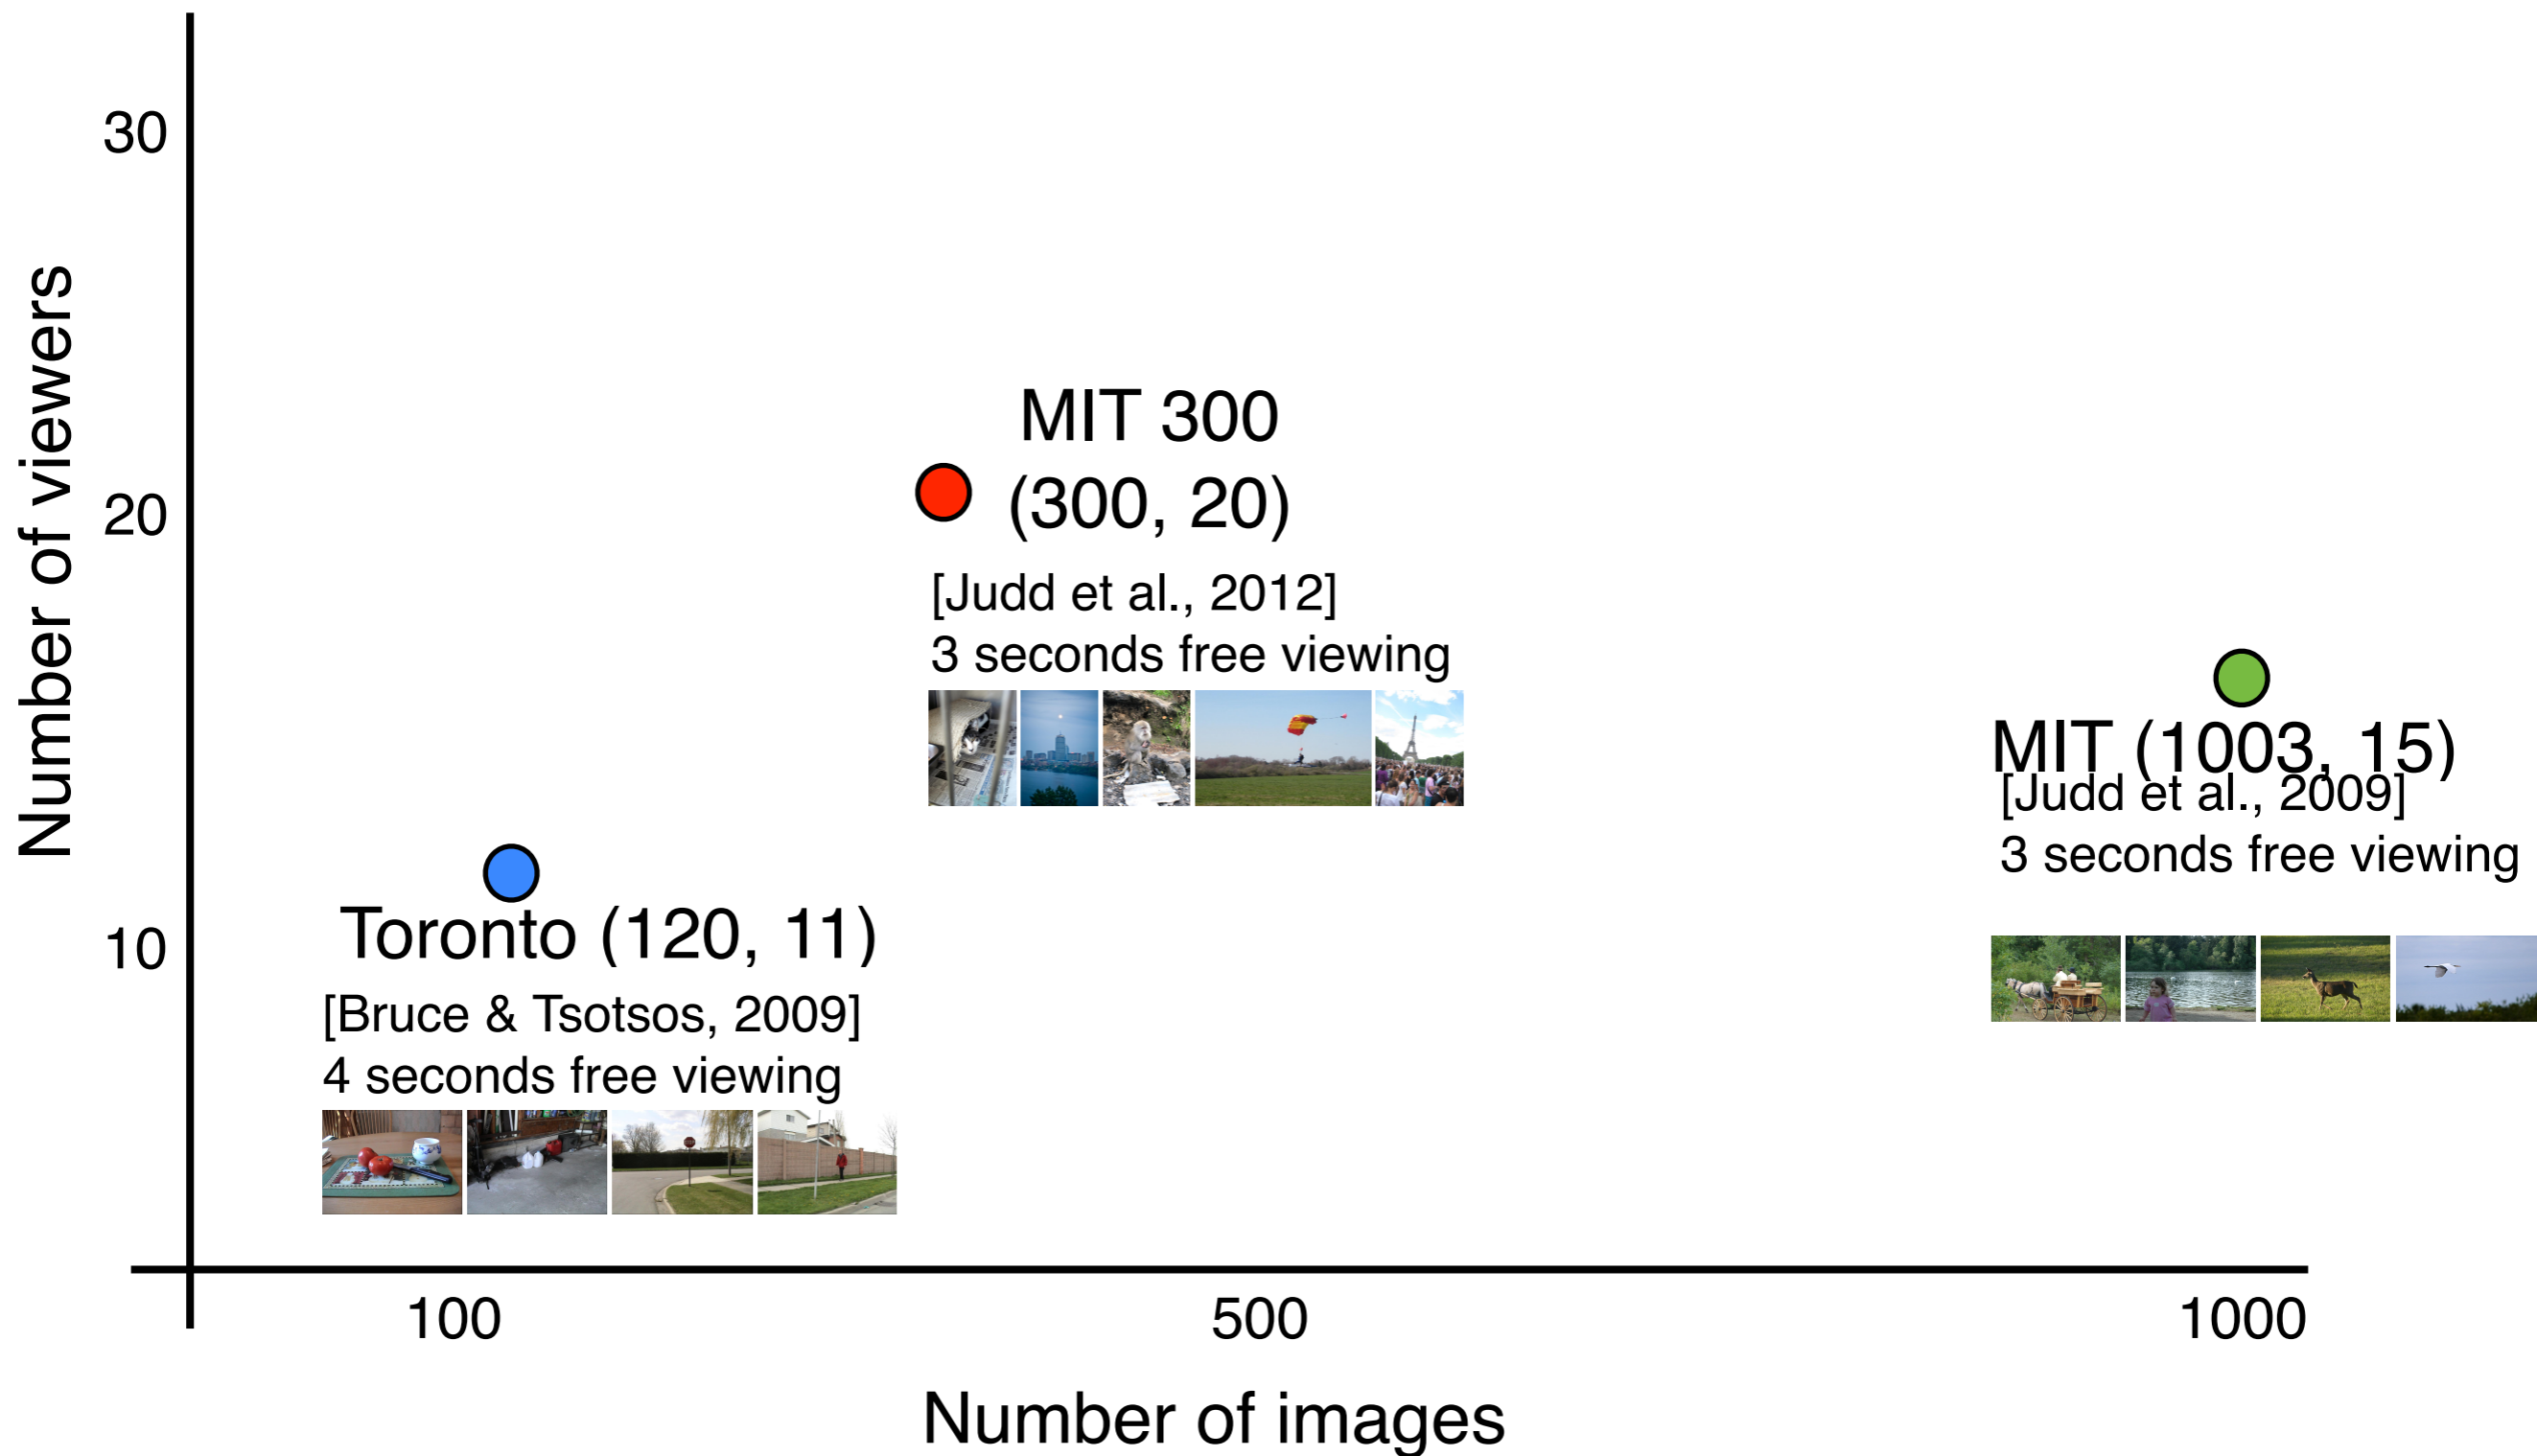 Number of viewers
30
20
10
MIT 300
(300, 20)
[Judd et al., 2012]
3 seconds free viewing
MIT (1003, 15)
[Judd et al., 2009]
3 seconds free viewing
Toronto (120, 11)
[Bruce & Tsotsos, 2009]
4 seconds free viewing
100
500
1000
Number of images